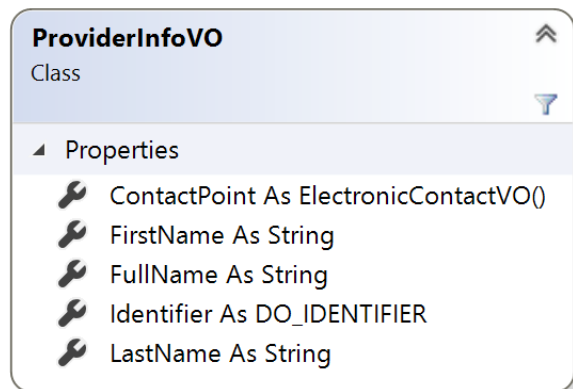 ProviderInfoVO
Class
Properties
ContactPoint As ElectronicContactVO()
FirstName As String
FullName As String
Identifier As DO_IDENTIFIER
LastName As String